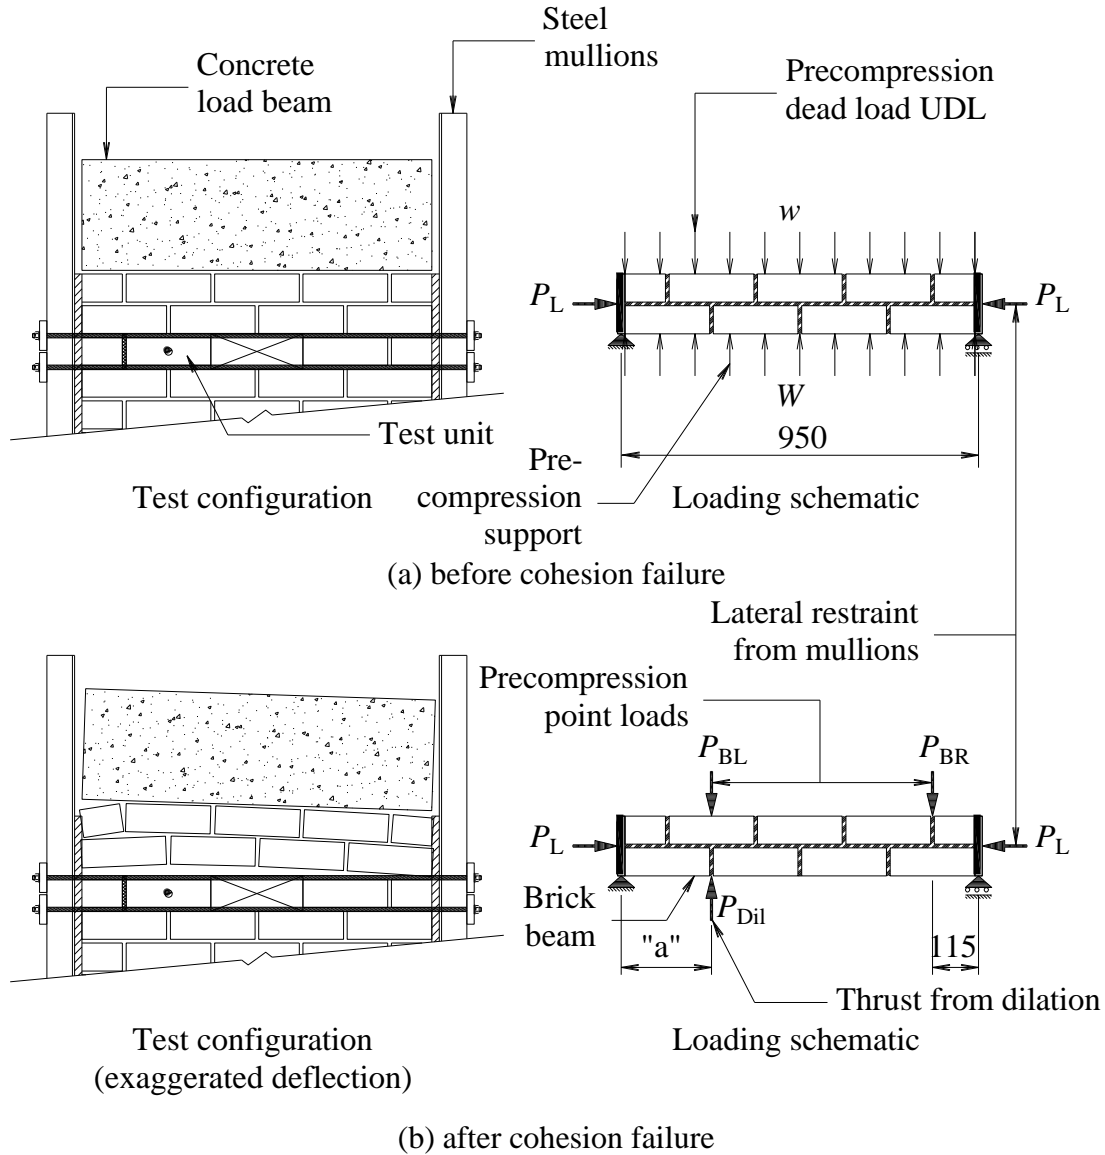 Steel
mullions
Concrete
load beam
Precompression
dead load UDL
w
P_L
P_L
W
950
Test unit
Pre-
compression
support
Test configuration
Loading schematic
(a) before cohesion failure
Lateral restraint
from mullions
Precompression
point loads
P_BL
P_BR
P_L
P_L
Brick
beam
P_Dil
"a"
115
Thrust from dilation
Test configuration
(exaggerated deflection)
Loading schematic
(b) after cohesion failure